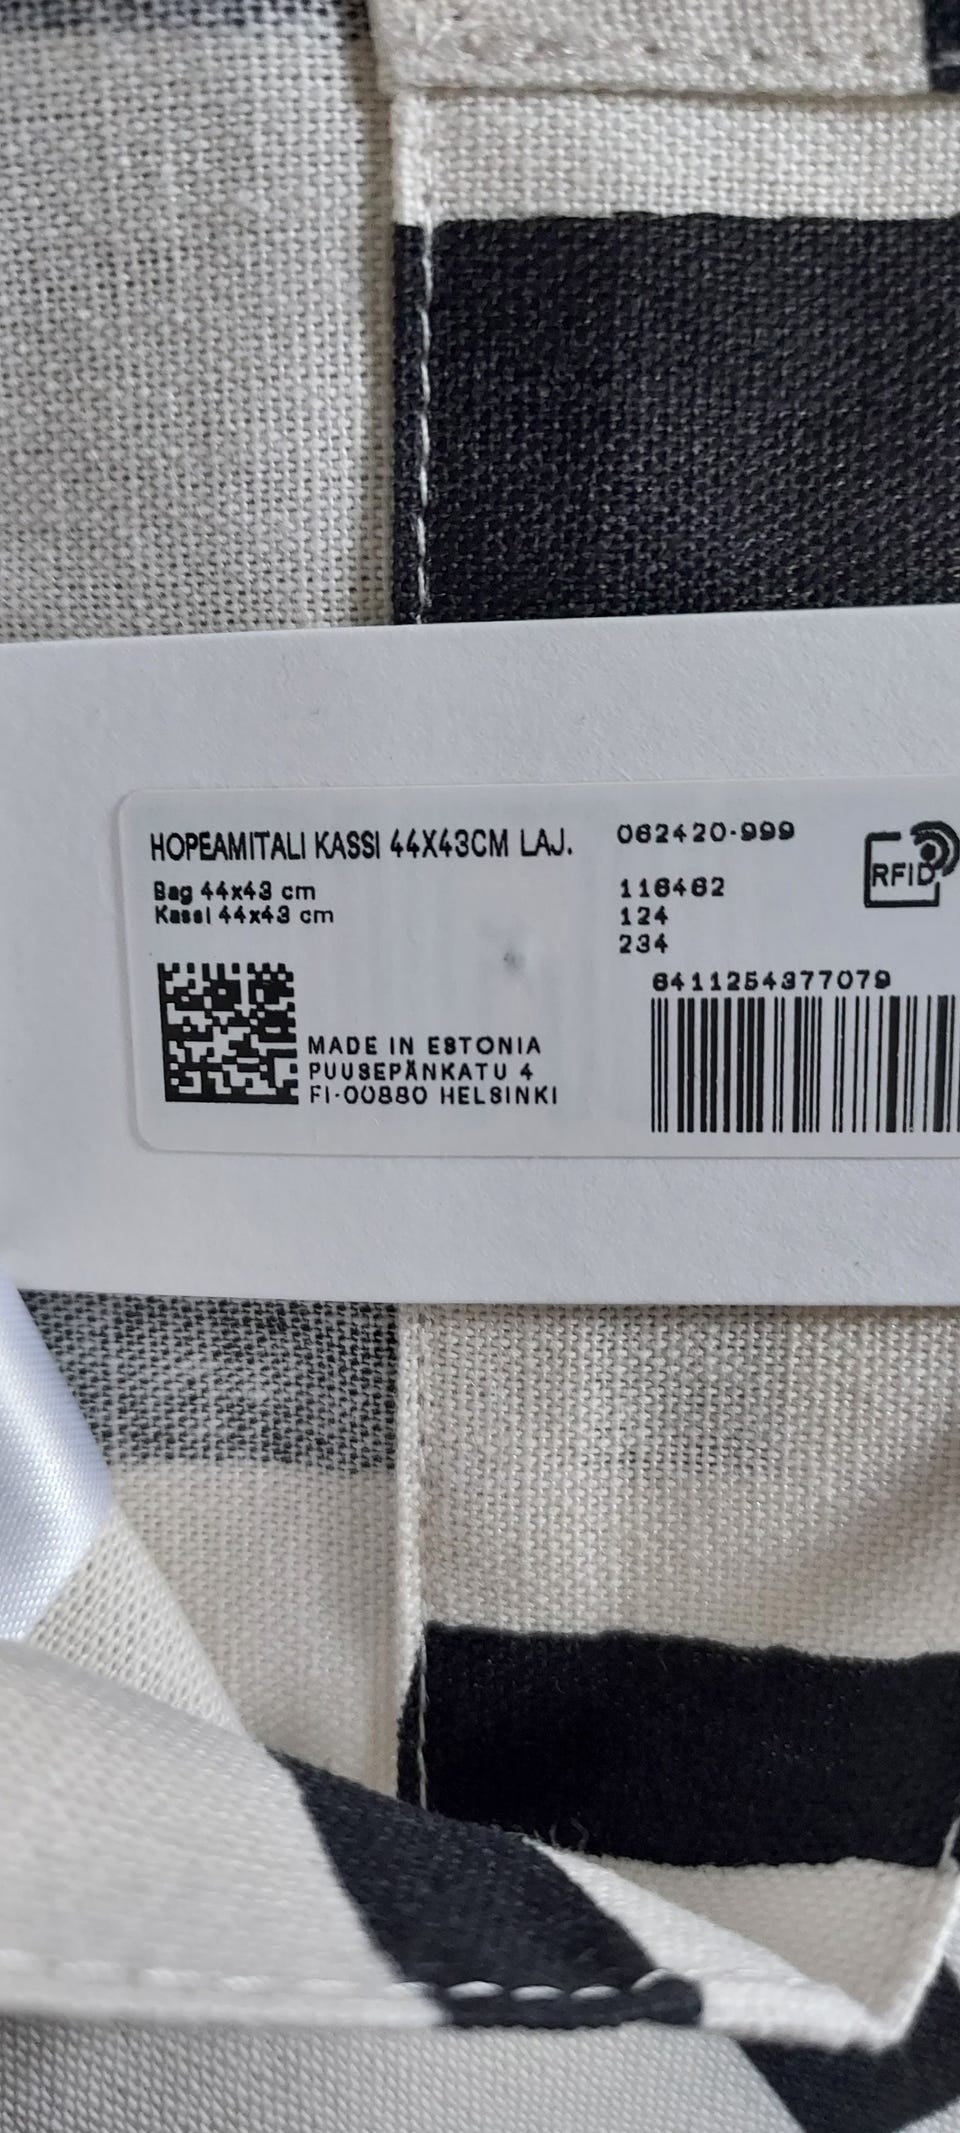 HOPEAMITALI KASSI 44X43CM LAJ.
Bag 44x43 cm
Kassi 44x43 cm
MADE IN ESTONIA
PUUSEPÄNKATU 4
FI-00880 HELSINKI
062420-999
116462
124
234
6411254377079
RFID